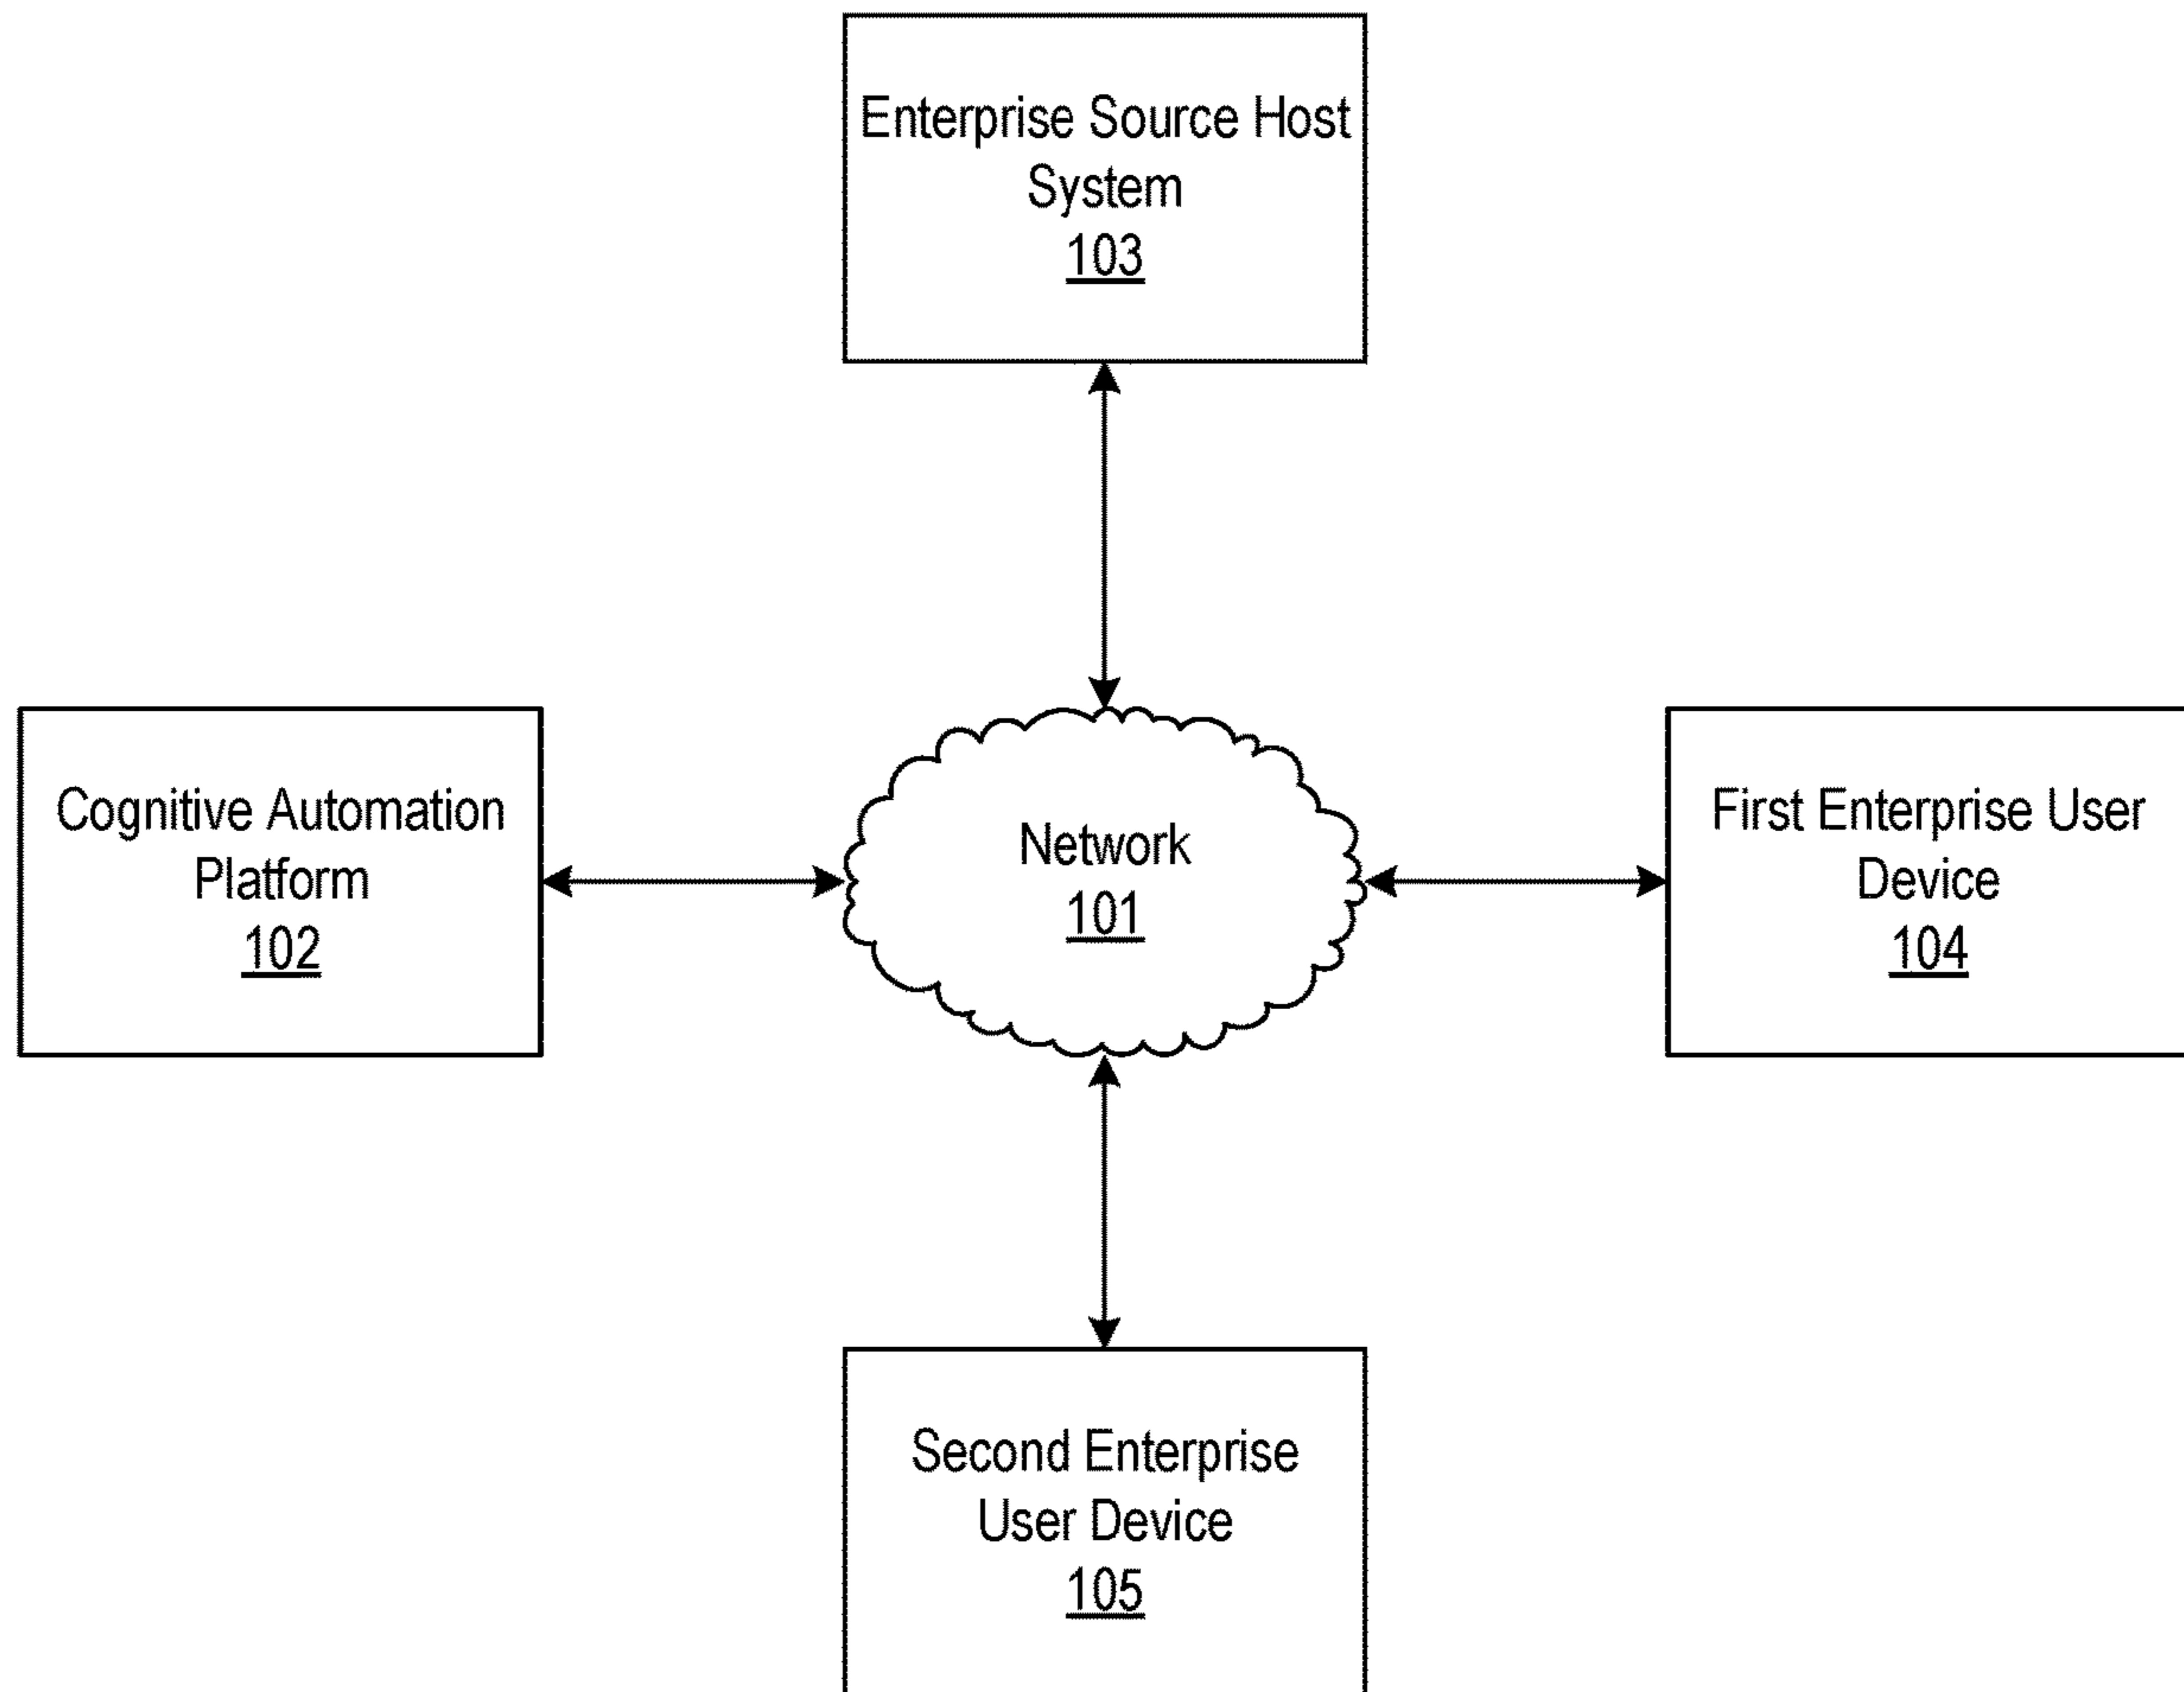 Enterprise Source Host
System
103
Cognitive Automation
Platform
102
Network
101
First Enterprise User
Device
104
Second Enterprise
User Device
105